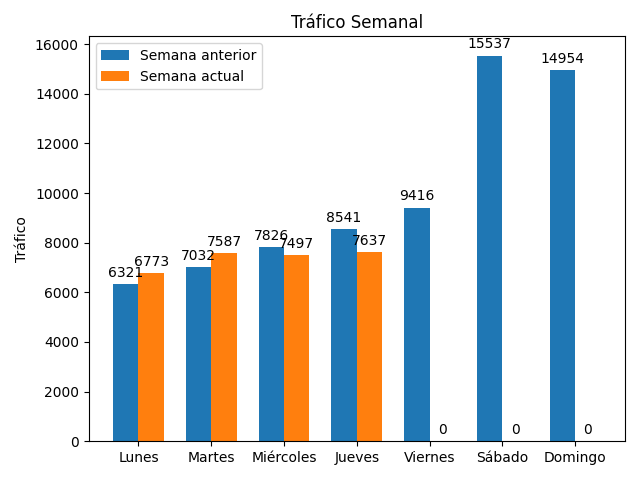 Tráfico Semanal
Semana anterior
Semana actual
Tráfico
16000
14000
12000
10000
8000
6000
4000
2000
0
6321
6773
7032
7587
7826
7497
8541
7637
9416
0
15537
0
14954
0
Lunes
Martes
Miércoles
Jueves
Viernes
Sábado
Domingo